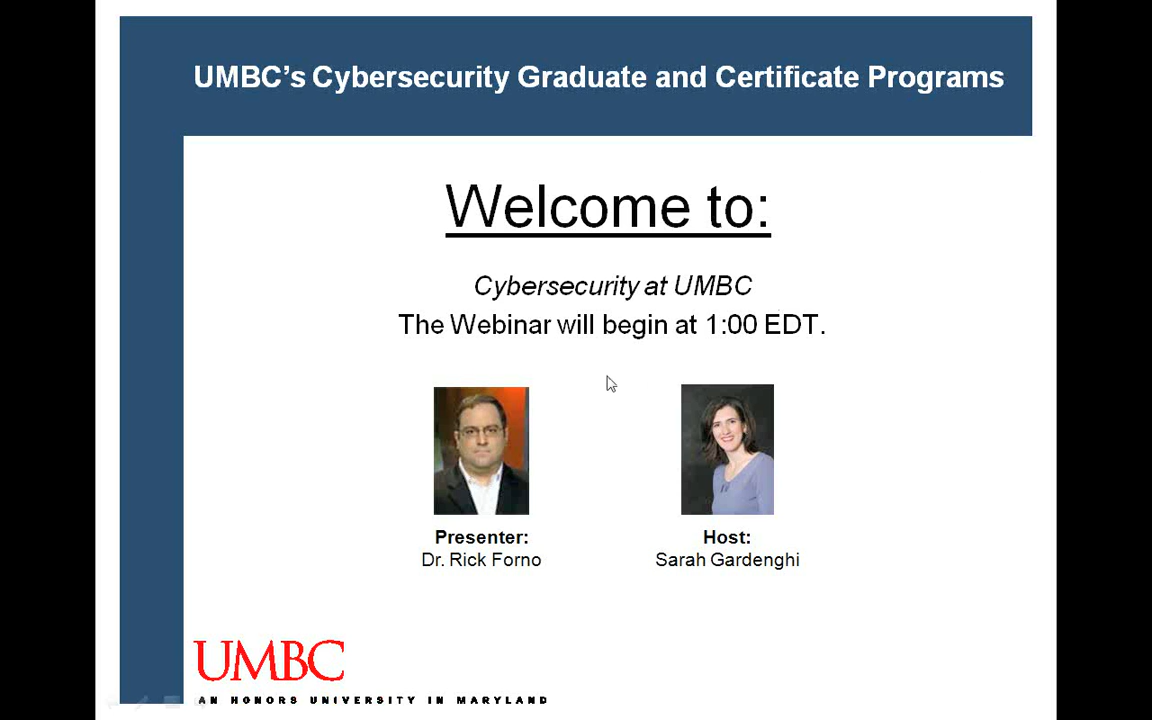 UMBC’s Cybersecurity Graduate and Certificate Programs
Welcome to:
Cybersecurity at UMBC
The Webinar will begin at 1:00 EDT.
Presenter:
Dr. Rick Forno
Host:
Sarah Gardenghi
UMBC
AN HONORS UNIVERSITY IN MARYLAND